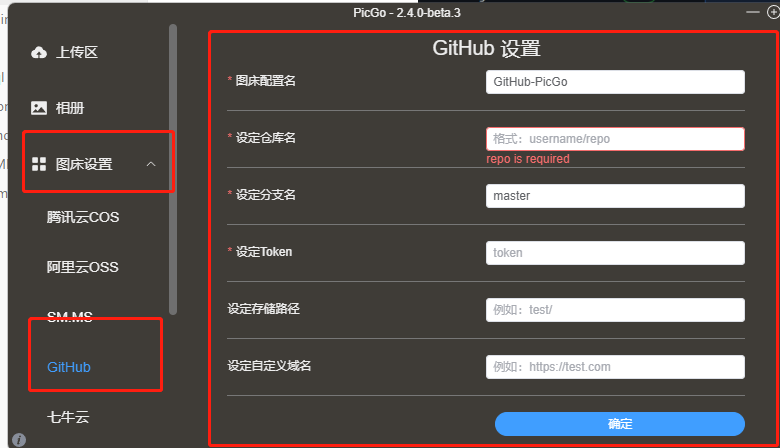 PicGo - 2.4.0-beta.3
上传区
相册
图床设置
腾讯云COS
阿里云OSS
SM.MS
GitHub
七牛云
GitHub 设置
* 图床配置名
GitHub-PicGo
* 设定仓库名
格式：username/repo
repo is required
* 设定分支名
master
* 设定Token
token
设定存储路径
例如：test/
设定自定义域名
例如：https://test.com
确定